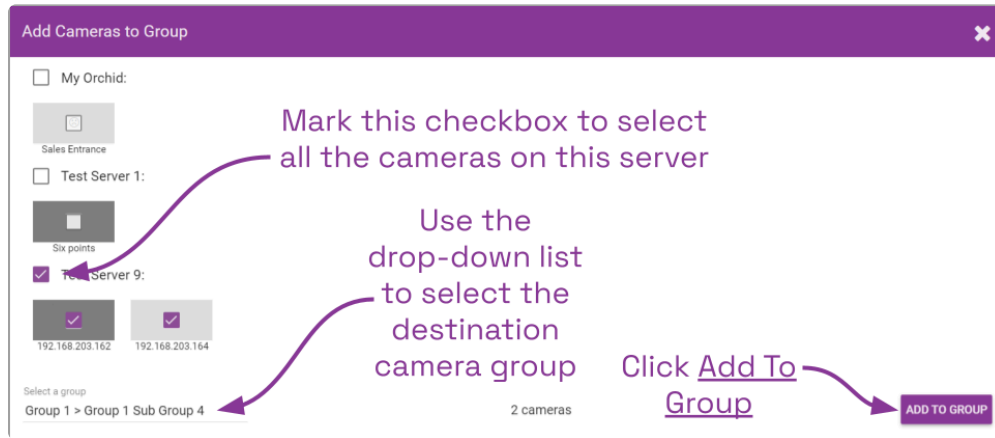 Add Cameras to Group
My Orchid:
Sales Entrance
Mark this checkbox to select
all the cameras on this server
Test Server 1:
Six points
Test Server 9:
192.168.203.162
192.168.203.164
Use the
drop-down list
to select the
destination
camera group
Select a group
Group 1 > Group 1 Sub Group 4
2 cameras
Click Add To
Group
ADD TO GROUP